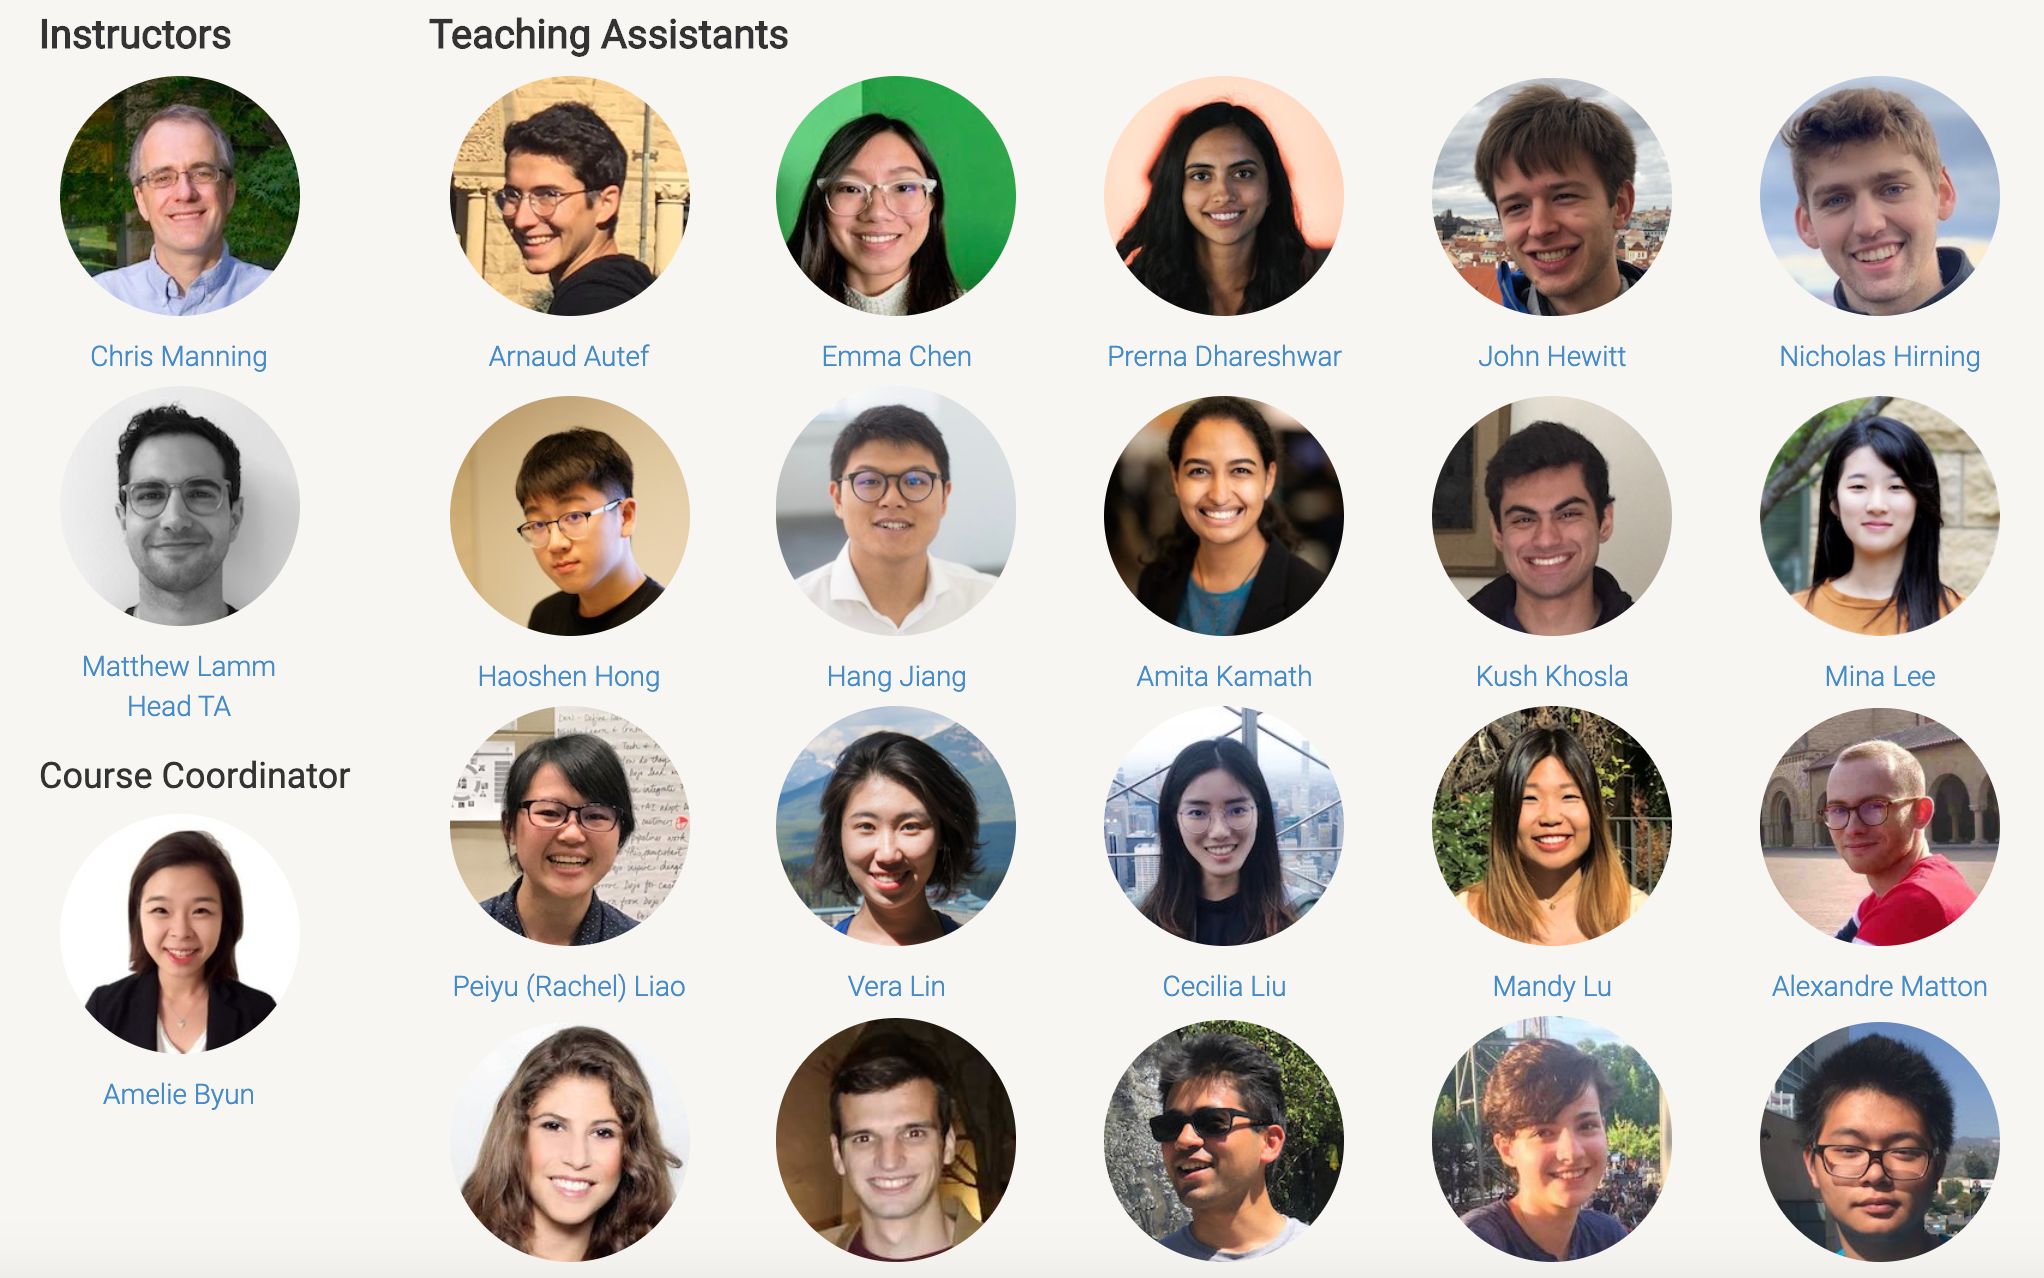 Instructors
Chris Manning
Matthew Lamm
Head TA
Course Coordinator
Amelie Byun
Teaching Assistants
Arnaud Autef
Emma Chen
Prerna Dhareshwar
John Hewitt
Nicholas Hirning
Haoshen Hong
Hang Jiang
Amita Kamath
Kush Khosla
Mina Lee
Peiyu (Rachel) Liao
Vera Lin
Cecilia Liu
Mandy Lu
Alexandre Matton